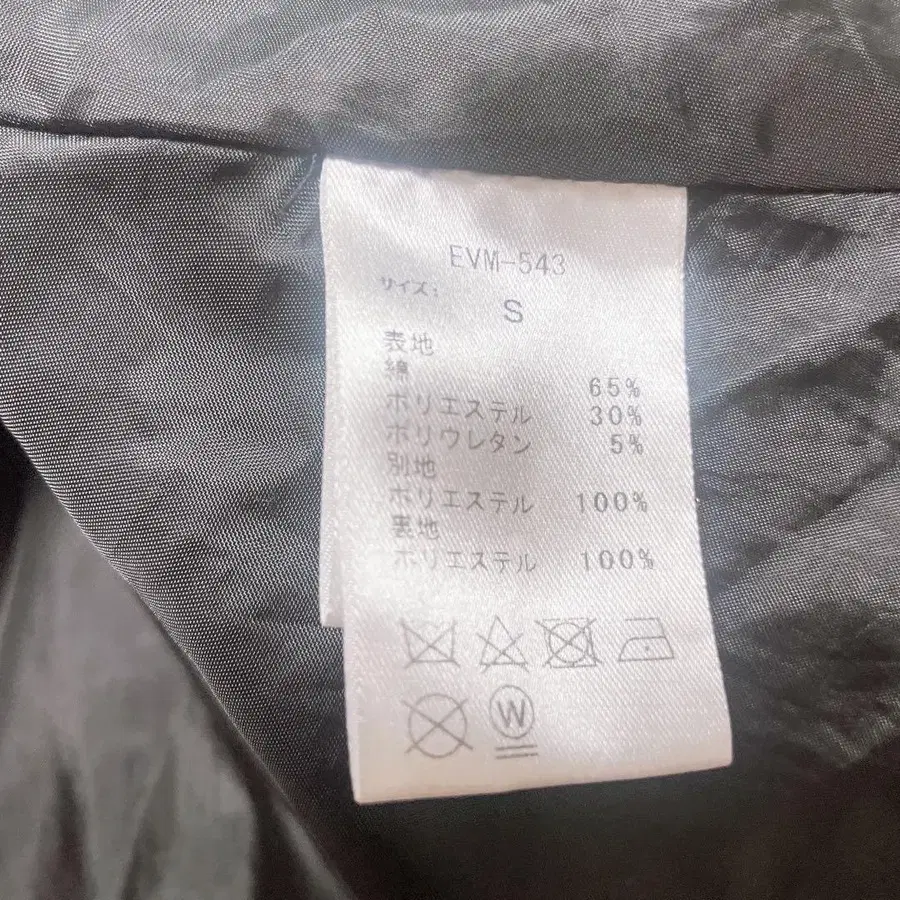 EVM-543
サイズ:
S
表地
綿 65%
ポリエステル 30%
ポリウレタン 5%
別地
ポリエステル 100%
裏地
ポリエステル 100%
W